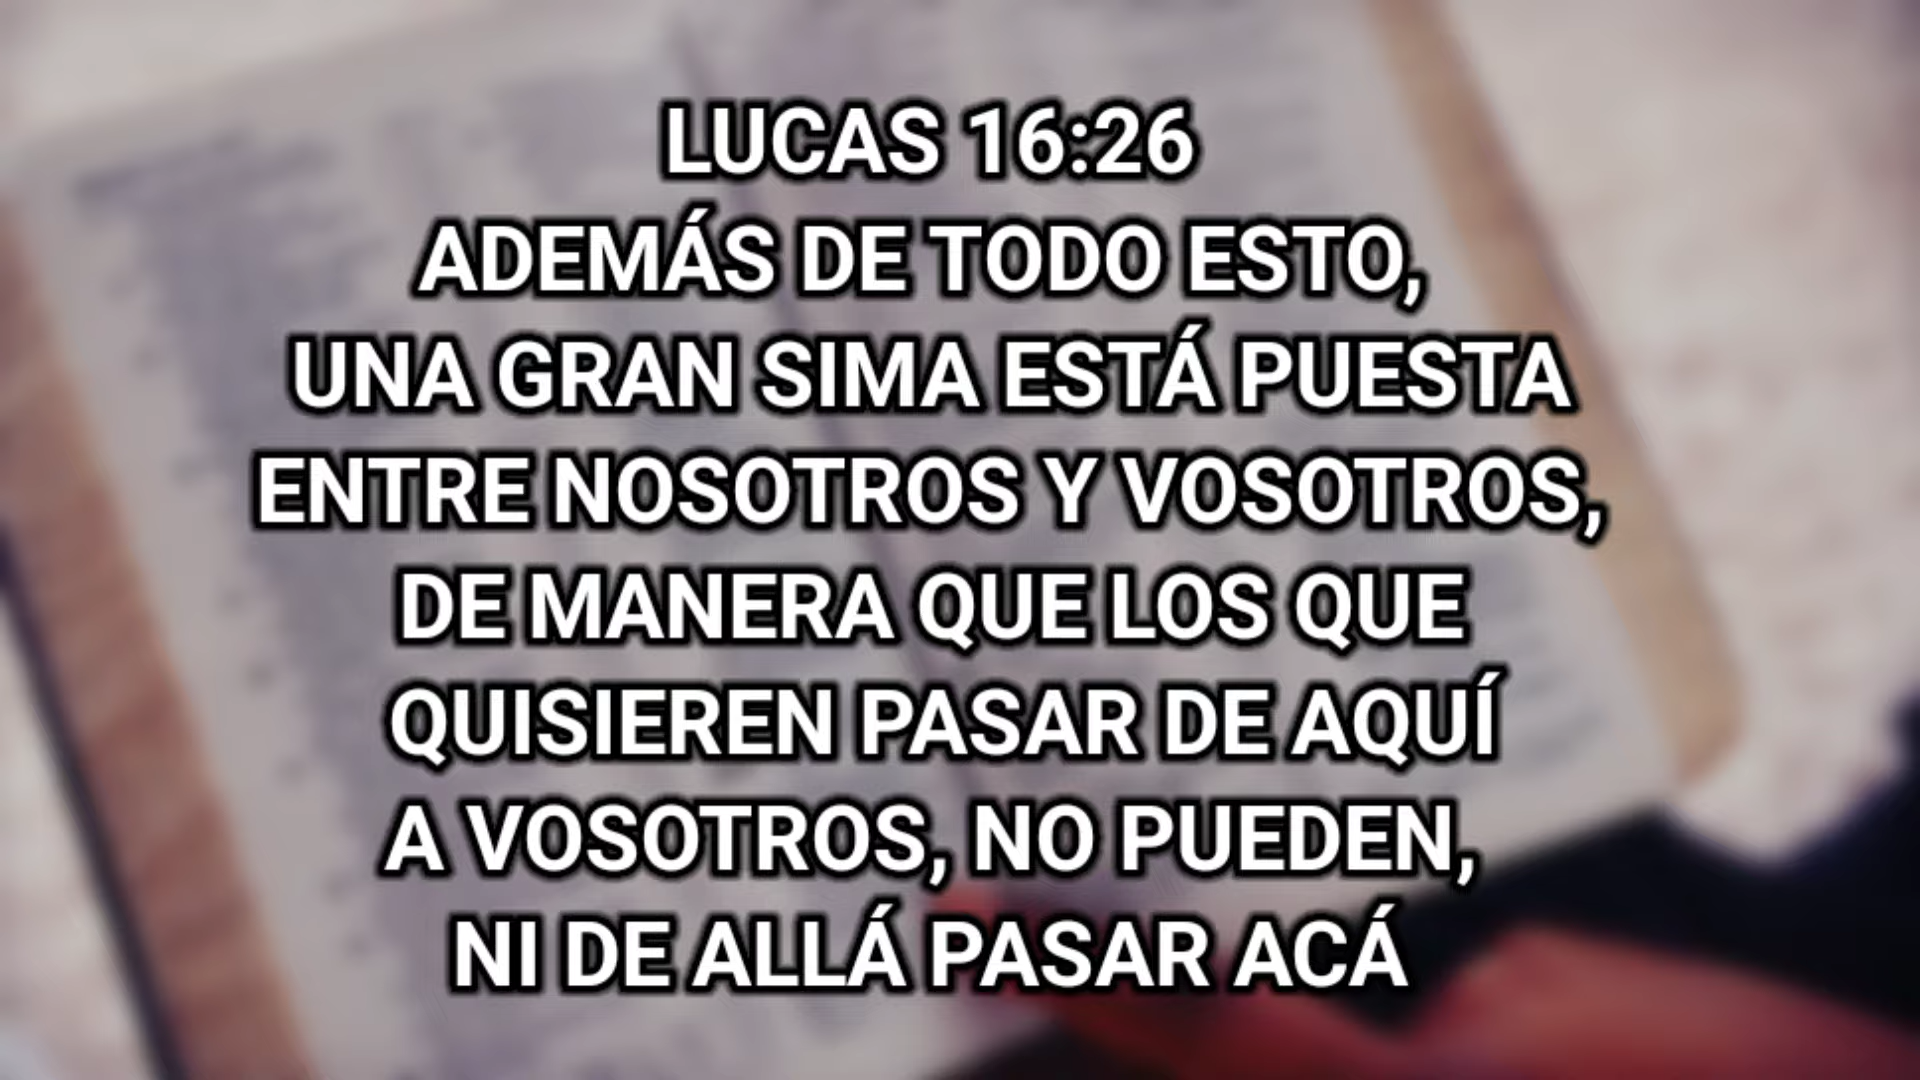 LUCAS 16:26
ADEMÁS DE TODO ESTO,
UNA GRAN SIMA ESTÁ PUESTA
ENTRE NOSOTROS Y VOSOTROS,
DE MANERA QUE LOS QUE
QUISIEREN PASAR DE AQUÍ
A VOSOTROS, NO PUEDEN,
NI DE ALLÁ PASAR ACÁ